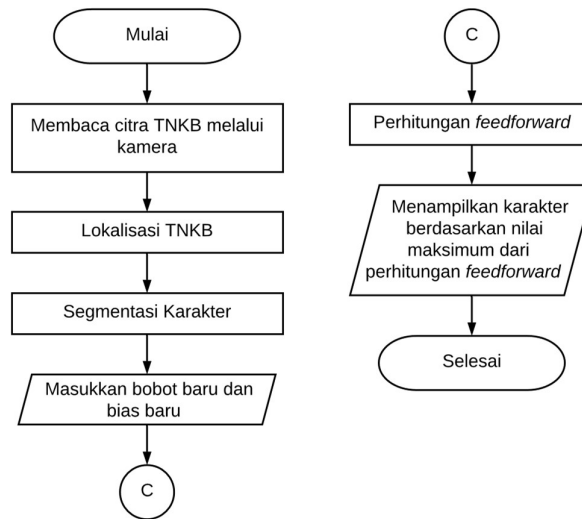 Mulai
Membaca citra TNKB melalui
kamera
Lokalisasi TNKB
Segmentasi Karakter
Masukkan bobot baru dan
bias baru
C
C
Perhitungan feedforward
Menampilkan karakter
berdasarkan nilai
maksimum dari
perhitungan feedforward
Selesai